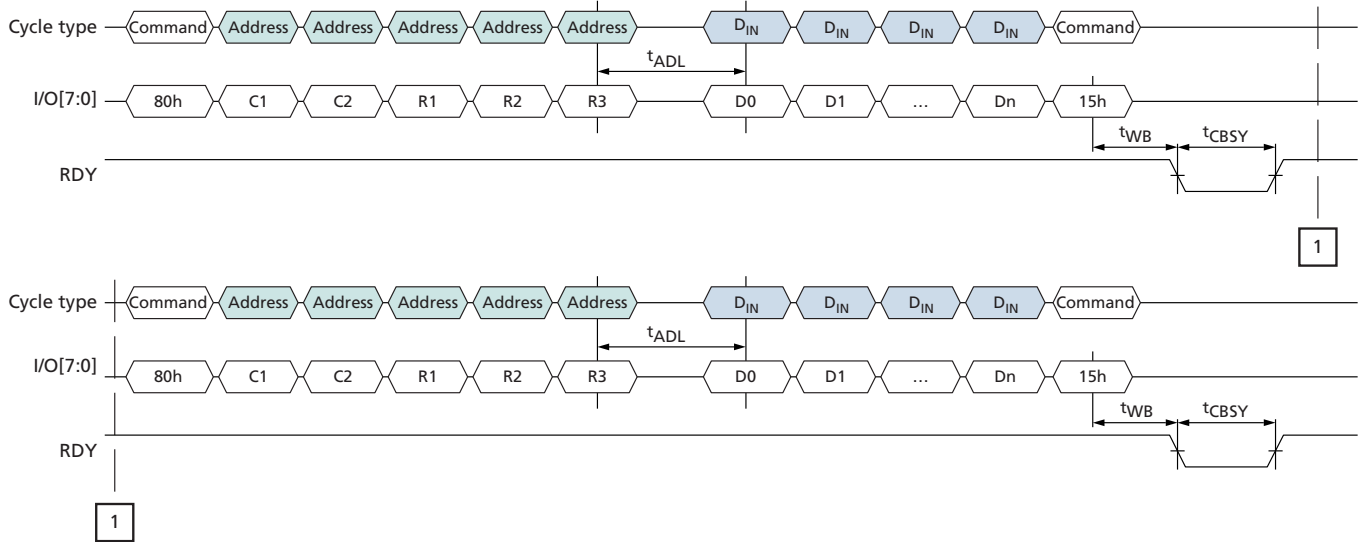 Cycle type Command Address Address Address Address Address DIN DIN DIN DIN Command
tADL
I/O[7:0] 80h C1 C2 R1 R2 R3 D0 D1 … Dn 15h
tWB tCBSY
RDY
1
Cycle type Command Address Address Address Address Address DIN DIN DIN DIN Command
tADL
I/O[7:0] 80h C1 C2 R1 R2 R3 D0 D1 … Dn 15h
tWB tCBSY
RDY
1